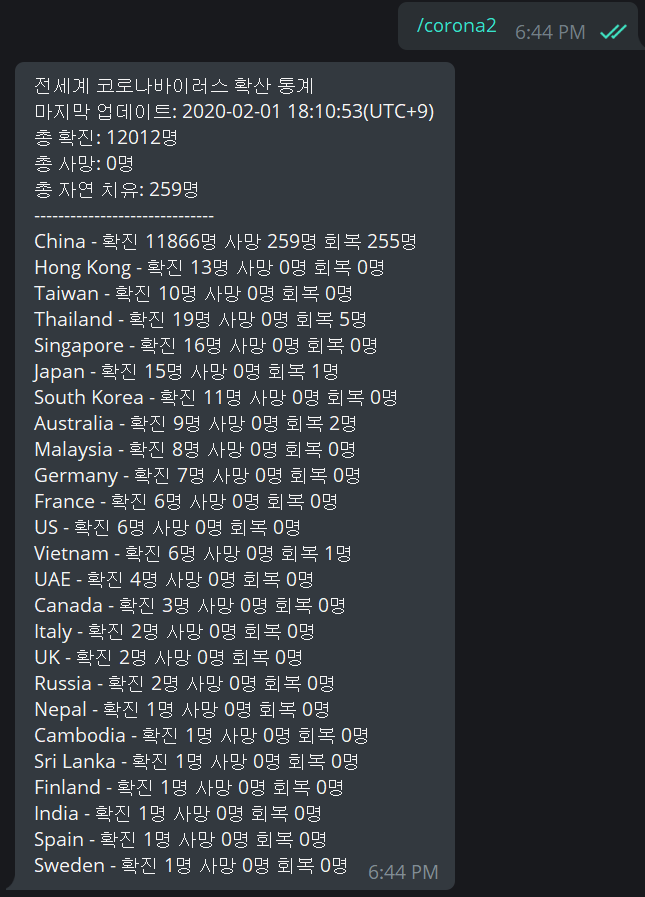 /corona2
6:44 PM
전세계 코로나바이러스 확산 통계
마지막 업데이트: 2020-02-01 18:10:53(UTC+9)
총 확진: 12012명
총 사망: 0명
총 자연 치유: 259명
------------------------------
China - 확진 11866명 사망 259명 회복 255명
Hong Kong - 확진 13명 사망 0명 회복 0명
Taiwan - 확진 10명 사망 0명 회복 0명
Thailand - 확진 19명 사망 0명 회복 5명
Singapore - 확진 16명 사망 0명 회복 0명
Japan - 확진 15명 사망 0명 회복 1명
South Korea - 확진 11명 사망 0명 회복 0명
Australia - 확진 9명 사망 0명 회복 2명
Malaysia - 확진 8명 사망 0명 회복 0명
Germany - 확진 7명 사망 0명 회복 0명
France - 확진 6명 사망 0명 회복 0명
US - 확진 6명 사망 0명 회복 0명
Vietnam - 확진 6명 사망 0명 회복 1명
UAE - 확진 4명 사망 0명 회복 0명
Canada - 확진 3명 사망 0명 회복 0명
Italy - 확진 2명 사망 0명 회복 0명
UK - 확진 2명 사망 0명 회복 0명
Russia - 확진 2명 사망 0명 회복 0명
Nepal - 확진 1명 사망 0명 회복 0명
Cambodia - 확진 1명 사망 0명 회복 0명
Sri Lanka - 확진 1명 사망 0명 회복 0명
Finland - 확진 1명 사망 0명 회복 0명
India - 확진 1명 사망 0명 회복 0명
Spain - 확진 1명 사망 0명 회복 0명
Sweden - 확진 1명 사망 0명 회복 0명
6:44 PM